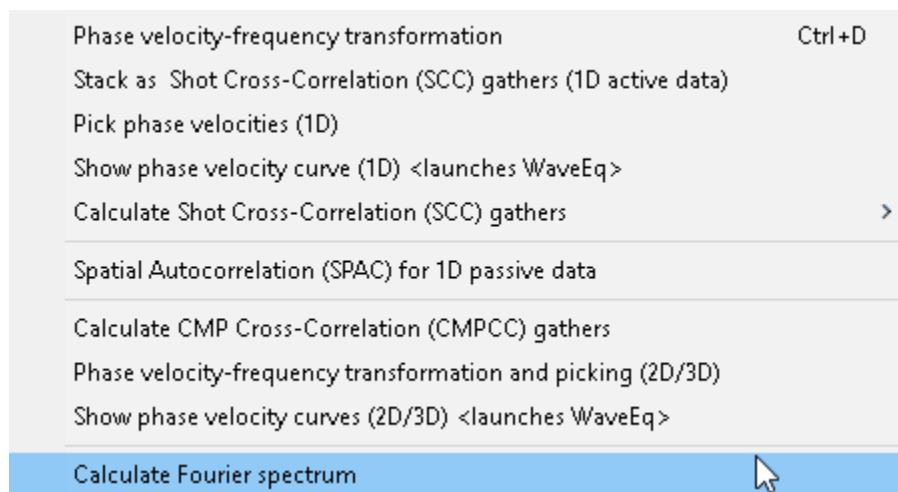 Phase velocity-frequency transformation Ctrl+D
Stack as  Shot Cross-Correlation (SCC) gathers (1D active data)
Pick phase velocities (1D)
Show phase velocity curve (1D) <launches WaveEq>
Calculate Shot Cross-Correlation (SCC) gathers >
Spatial Autocorrelation (SPAC) for 1D passive data
Calculate CMP Cross-Correlation (CMPCC) gathers
Phase velocity-frequency transformation and picking (2D/3D)
Show phase velocity curves (2D/3D) <launches WaveEq>
Calculate Fourier spectrum